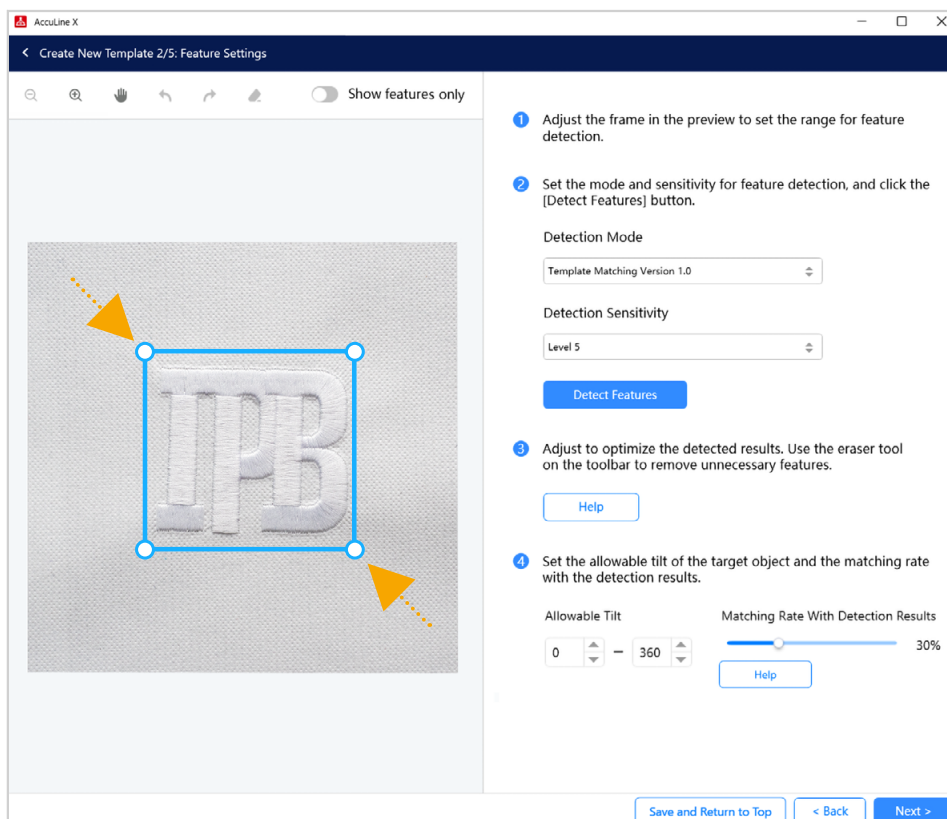 AccuLine X
Create New Template 2/5: Feature Settings
Show features only
1 Adjust the frame in the preview to set the range for feature
detection.
2 Set the mode and sensitivity for feature detection, and click the
[Detect Features] button.
Detection Mode
Template Matching Version 1.0
Detection Sensitivity
Level 5
Detect Features
3 Adjust to optimize the detected results. Use the eraser tool
on the toolbar to remove unnecessary features.
Help
4 Set the allowable tilt of the target object and the matching rate
with the detection results.
Allowable Tilt
Matching Rate With Detection Results
0 – 360
30%
Help
IPB
Save and Return to Top
< Back
Next >